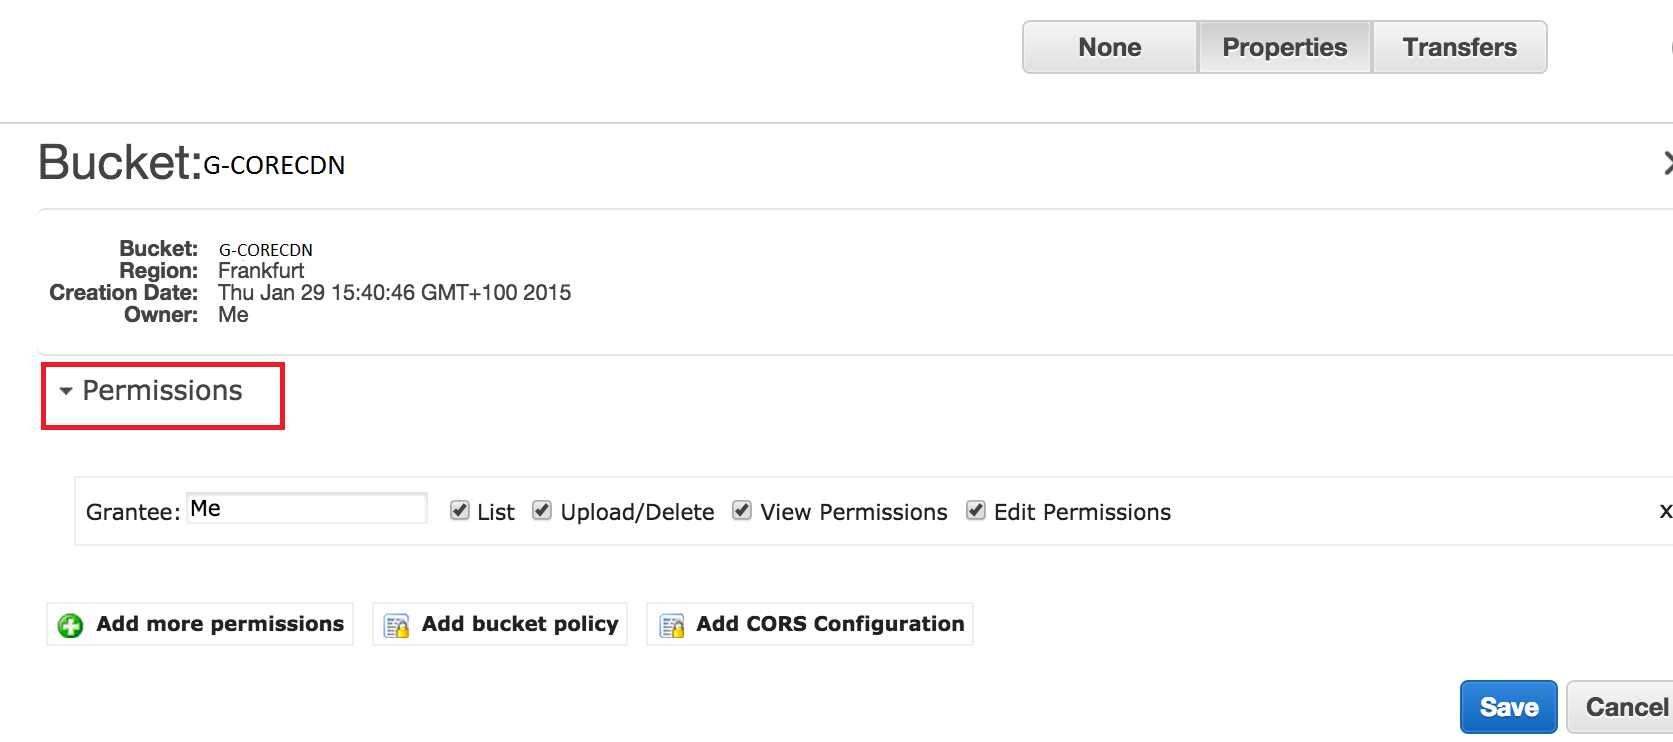 None Properties Transfers
Bucket:G-CORECDN
Bucket: G-CORECDN
Region: Frankfurt
Creation Date: Thu Jan 29 15:40:46 GMT+100 2015
Owner: Me
Permissions
Grantee: Me List Upload/Delete View Permissions Edit Permissions x
Add more permissions Add bucket policy Add CORS Configuration
Save Cancel